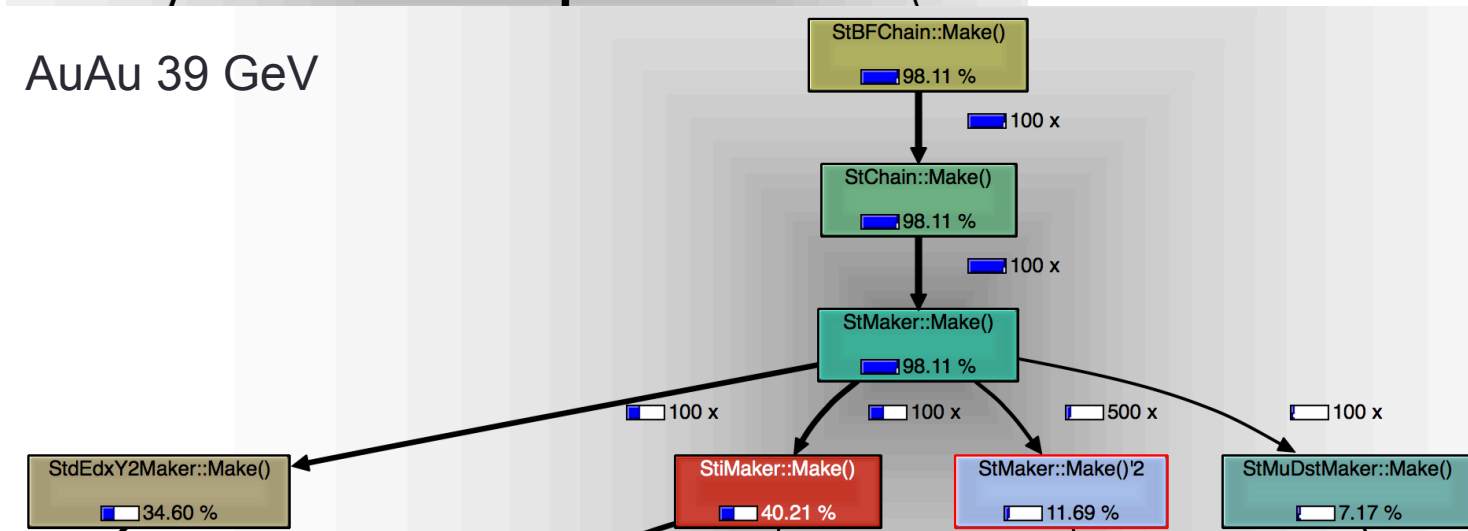 AuAu 39 GeV
StBFChain::Make()
98.11 %
100 x
StChain::Make()
98.11 %
100 x
StMaker::Make()
98.11 %
100 x
100 x
500 x
100 x
StdEdxY2Maker::Make()
34.60 %
StiMaker::Make()
40.21 %
StMaker::Make()'2
11.69 %
StMuDstMaker::Make()
7.17 %